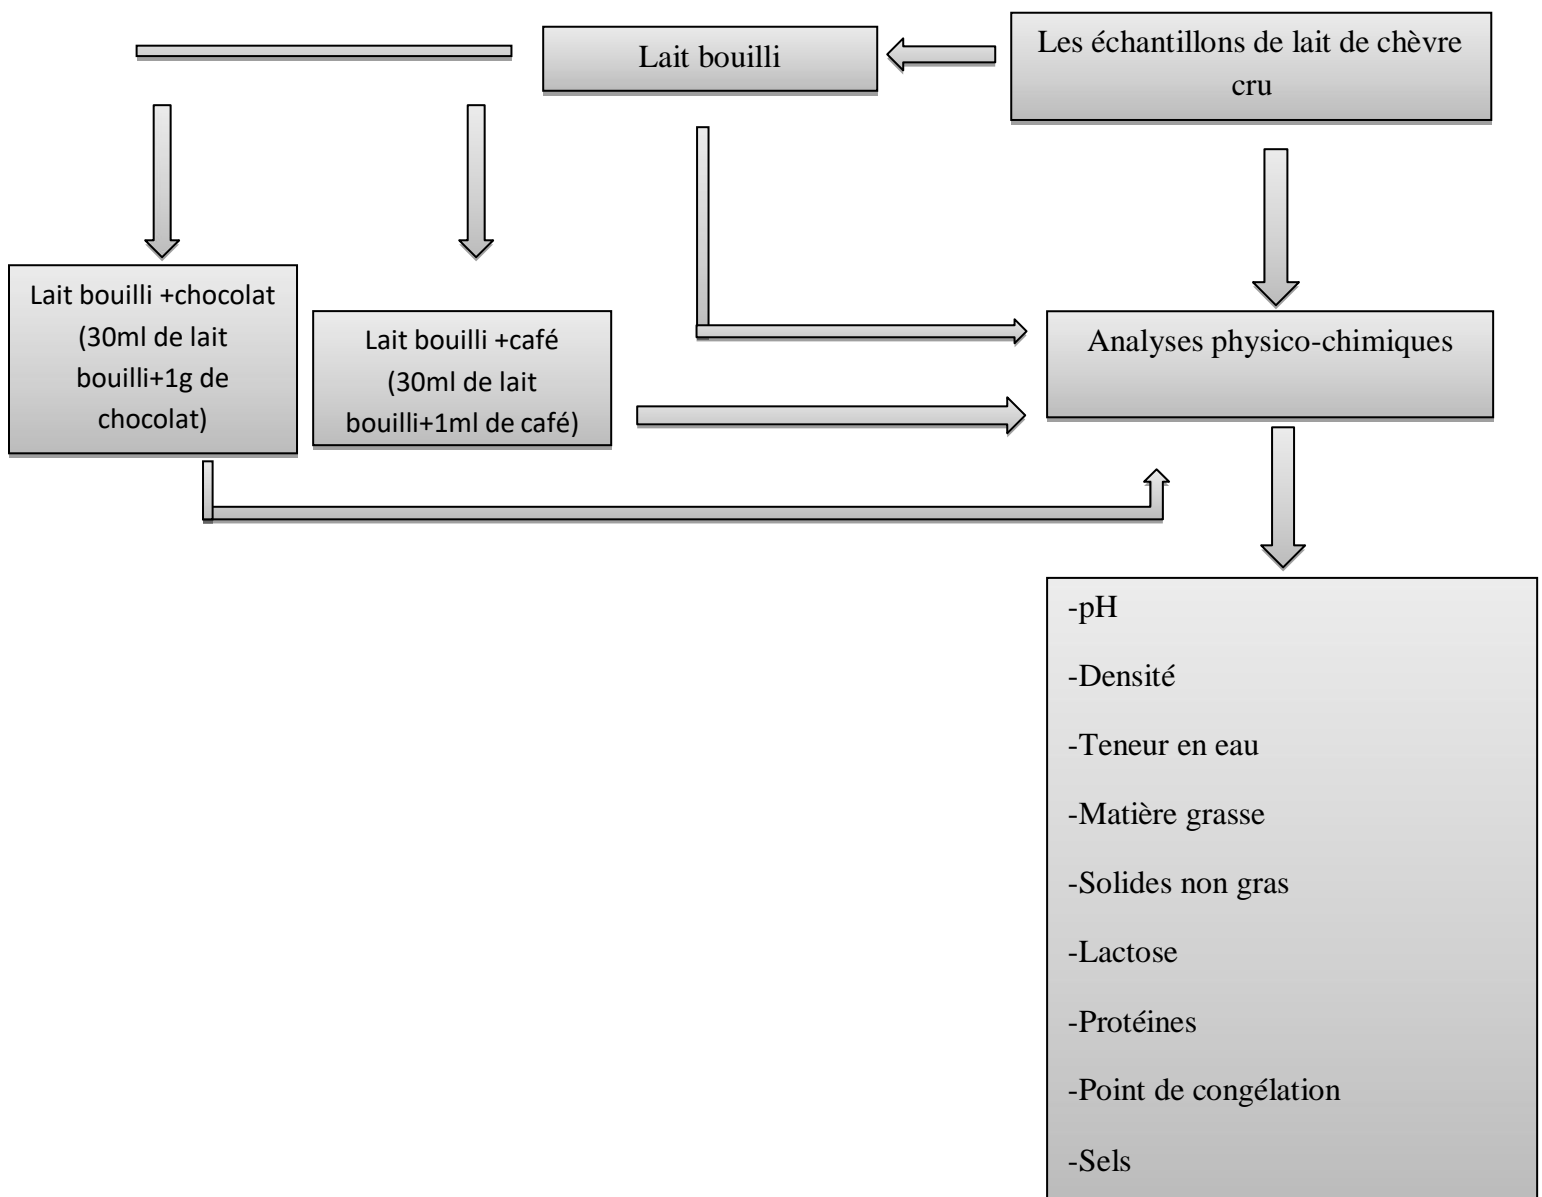 Les échantillons de lait de chèvre
cru
Lait bouilli
Lait bouilli +chocolat
(30ml de lait
bouilli+1g de
chocolat)
Lait bouilli +café
(30ml de lait
bouilli+1ml de café)
Analyses physico-chimiques
-pH
-Densité
-Teneur en eau
-Matière grasse
-Solides non gras
-Lactose
-Protéines
-Point de congélation
-Sels